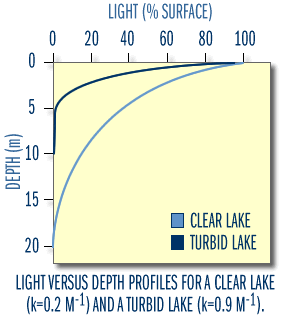 LIGHT (% SURFACE)
0 20 40 60 80 100
0
5
10
15
20
DEPTH (m)
CLEAR LAKE
TURBID LAKE
LIGHT VERSUS DEPTH PROFILES FOR A CLEAR LAKE
(k=0.2 M-1) AND A TURBID LAKE (k=0.9 M-1).